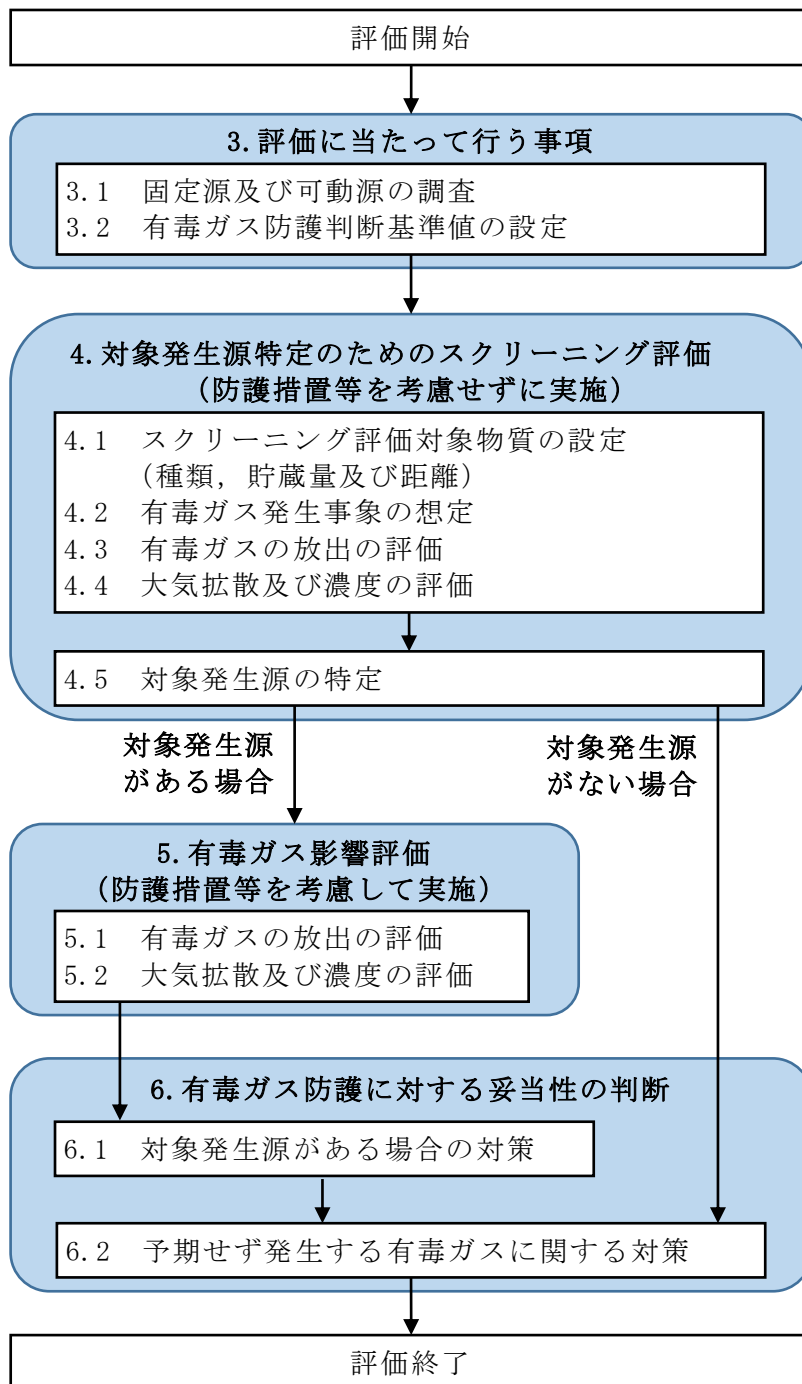 評価開始
3.評価に当たって行う事項
3.1 固定源及び可動源の調査
3.2 有毒ガス防護判断基準値の設定
4.対象発生源特定のためのスクリーニング評価
（防護措置等を考慮せずに実施）
4.1 スクリーニング評価対象物質の設定
（種類，貯蔵量及び距離）
4.2 有毒ガス発生事象の想定
4.3 有毒ガスの放出の評価
4.4 大気拡散及び濃度の評価
4.5 対象発生源の特定
対象発生源
がある場合
対象発生源
がない場合
5.有毒ガス影響評価
（防護措置等を考慮して実施）
5.1 有毒ガスの放出の評価
5.2 大気拡散及び濃度の評価
6.有毒ガス防護に対する妥当性の判断
6.1 対象発生源がある場合の対策
6.2 予期せず発生する有毒ガスに関する対策
評価終了